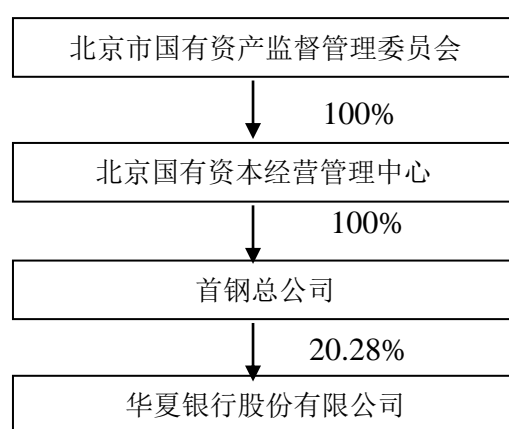 北京市国有资产监督管理委员会
100%
北京国有资本经营管理中心
100%
首钢总公司
20.28%
华夏银行股份有限公司